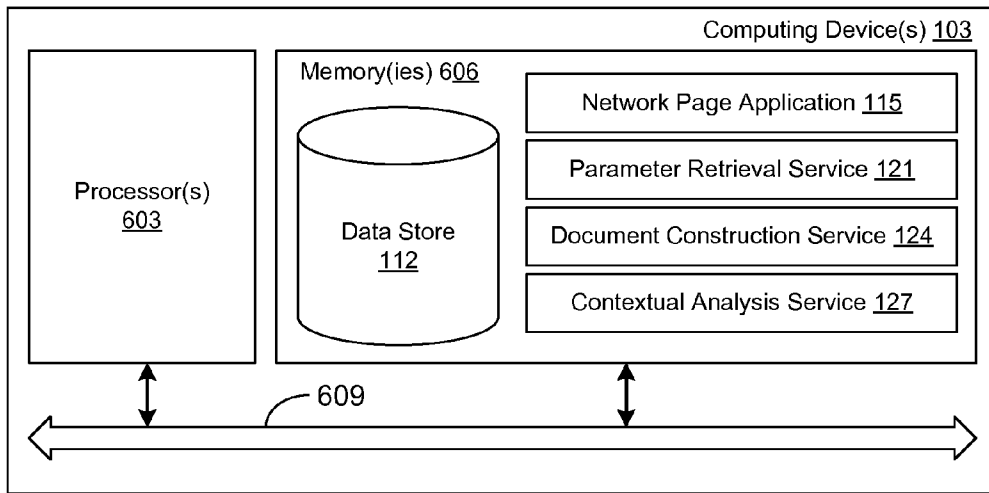 Computing Device(s) 103
Processor(s)
603
Memory(ies) 606
Data Store
112
Network Page Application 115
Parameter Retrieval Service 121
Document Construction Service 124
Contextual Analysis Service 127
609